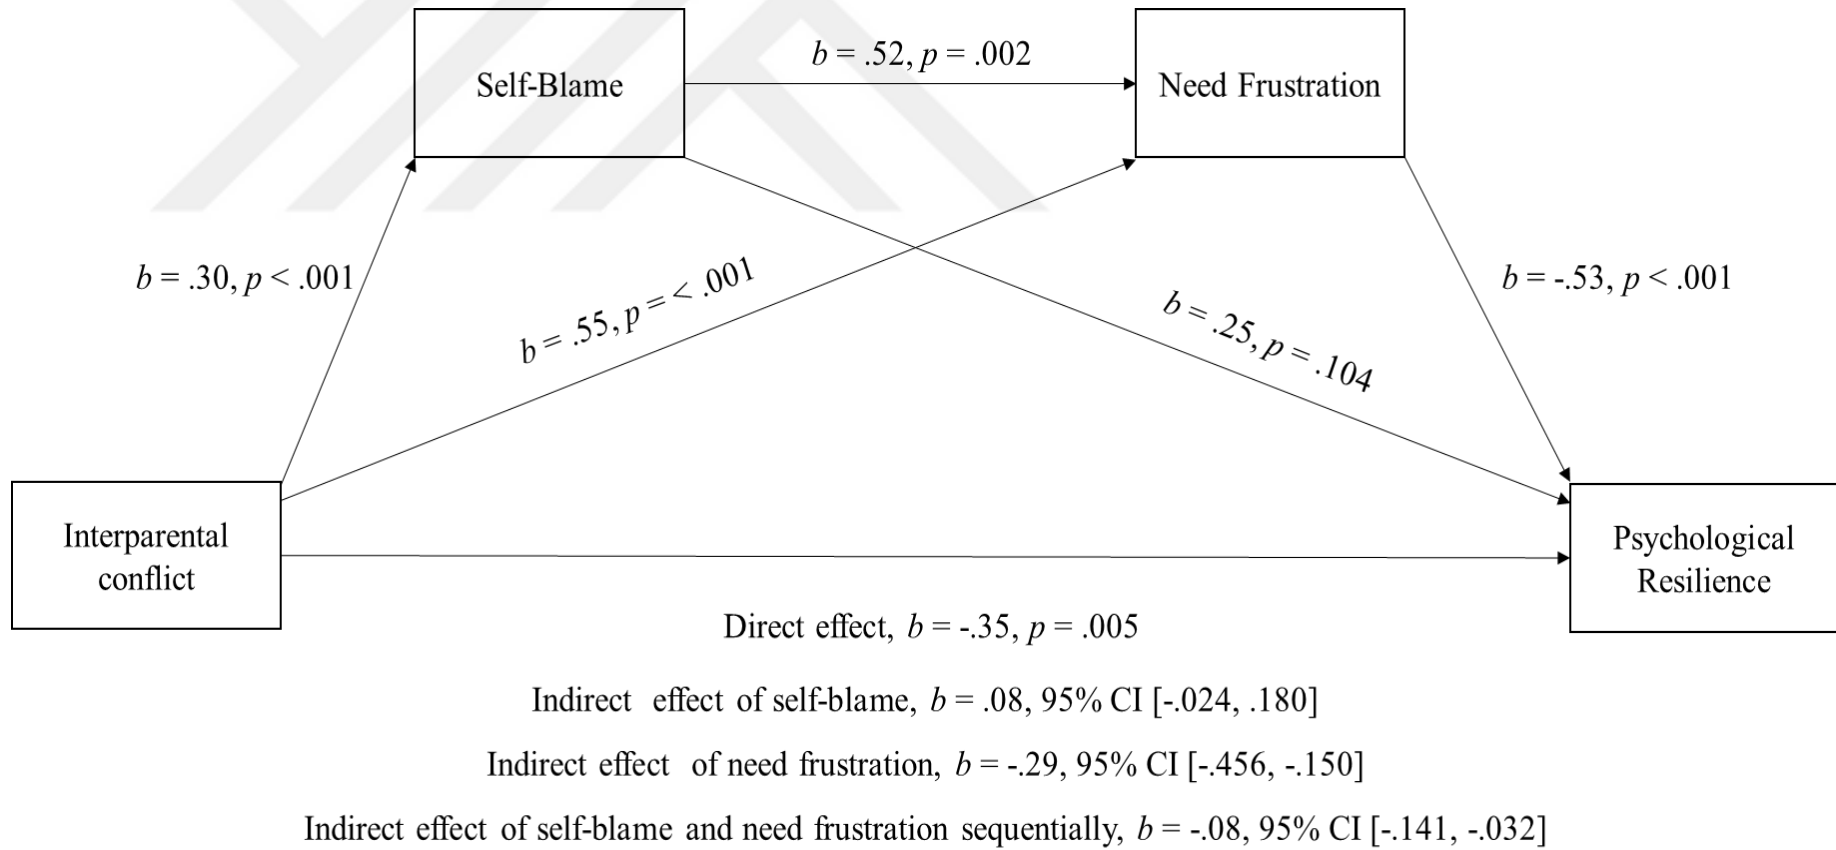 b = .52, p = .002
Self-Blame
Need Frustration
b = .30, p < .001
b = .55, p = < .001
b = .25, p = .104
b = -.53, p < .001
Interparental
conflict
Psychological
Resilience
Direct effect, b = -.35, p = .005
Indirect effect of self-blame, b = .08, 95% CI [-.024, .180]
Indirect effect of need frustration, b = -.29, 95% CI [-.456, -.150]
Indirect effect of self-blame and need frustration sequentially, b = -.08, 95% CI [-.141, -.032]